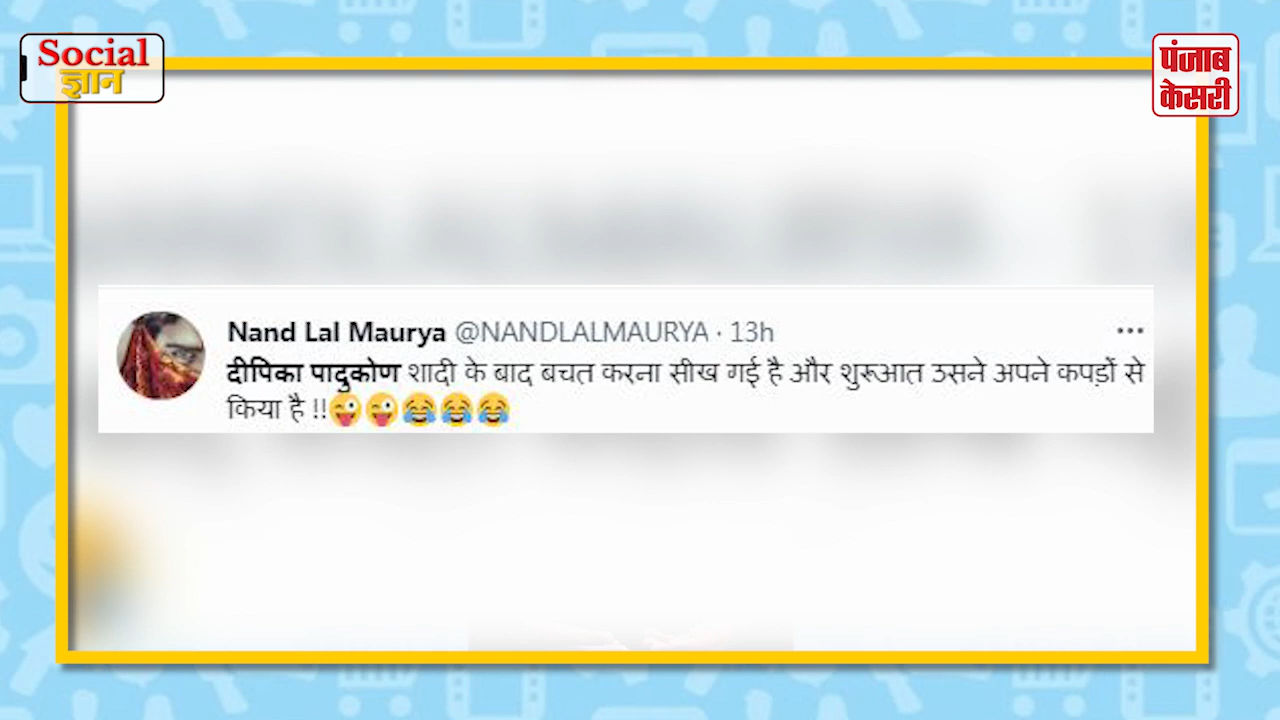 Social
ज्ञान
पंजाब
केसरी
Nand Lal Maurya @NANDLALMAURYA · 13h
दीपिका पादुकोण शादी के बाद बचत करना सीख गई है और शुरूआत उसने अपने कपड़ों से
किया है !!😜😜😂😂😂